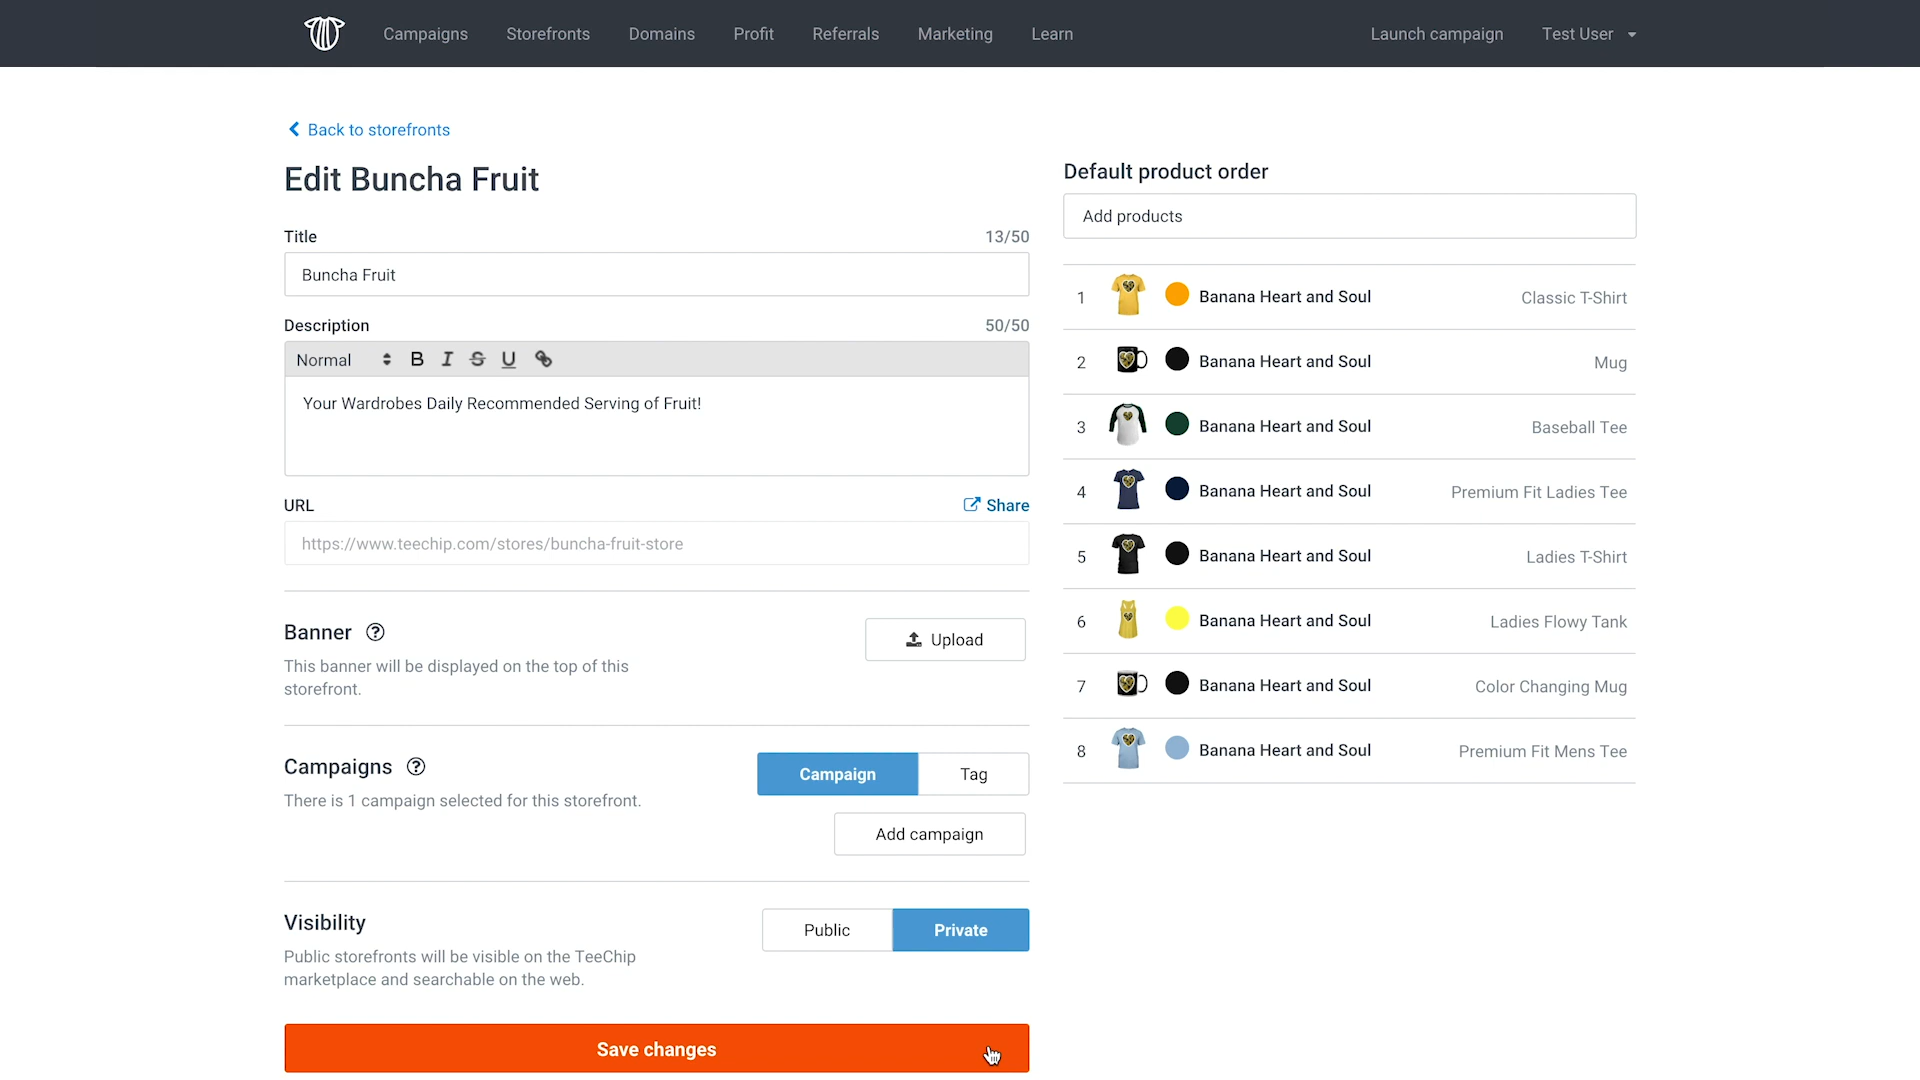 Campaigns Storefronts Domains Profit Referrals Marketing Learn Launch campaign Test User
Back to storefronts
Edit Buncha Fruit
Title 13/50
Buncha Fruit
Description 50/50
Normal B I S U
Your Wardrobes Daily Recommended Serving of Fruit!
URL Share
https://www.teechip.com/stores/buncha-fruit-store
Banner ?
Upload
This banner will be displayed on the top of this
storefront.
Campaigns ?
Campaign Tag
There is 1 campaign selected for this storefront.
Add campaign
Visibility
Public Private
Public storefronts will be visible on the TeeChip
marketplace and searchable on the web.
Save changes
Default product order
Add products
1 Banana Heart and Soul Classic T-Shirt
2 Banana Heart and Soul Mug
3 Banana Heart and Soul Baseball Tee
4 Banana Heart and Soul Premium Fit Ladies Tee
5 Banana Heart and Soul Ladies T-Shirt
6 Banana Heart and Soul Ladies Flowy Tank
7 Banana Heart and Soul Color Changing Mug
8 Banana Heart and Soul Premium Fit Mens Tee